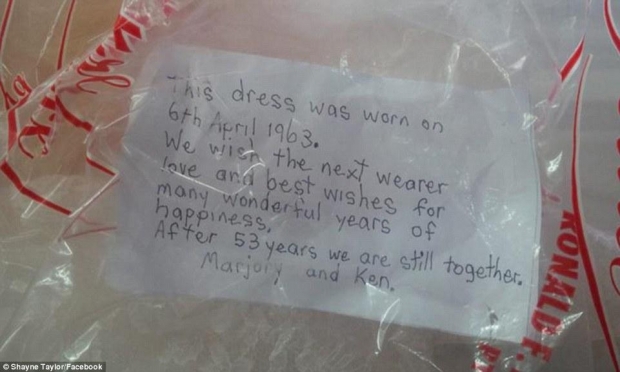 This dress was worn on
6th April 1963.
We wish the next wearer
love and best wishes for
many wonderful years of
happiness.
After 53 years we are still together.
Marjory and Ken.
RONALD F.
© Shayne Taylor/Facebook